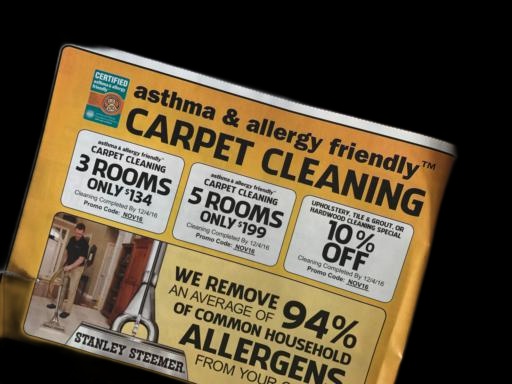 CERTIFIED
asthma & allergy
friendly
asthma & allergy friendly™
CARPET CLEANING
asthma & allergy friendly™
CARPET CLEANING
3 ROOMS
ONLY $134
Cleaning Completed By 12/4/16
Promo Code: NOV16
asthma & allergy friendly™
CARPET CLEANING
5 ROOMS
ONLY $199
Cleaning Completed By 12/4/16
Promo Code: NOV16
UPHOLSTERY, TILE & GROUT, OR
HARDWOOD CLEANING SPECIAL
10%
OFF
Cleaning Completed By 12/4/16
Promo Code: NOV16
WE REMOVE
AN AVERAGE OF 94%
OF COMMON HOUSEHOLD
ALLERGENS
FROM YOUR
STANLEY STEEMER